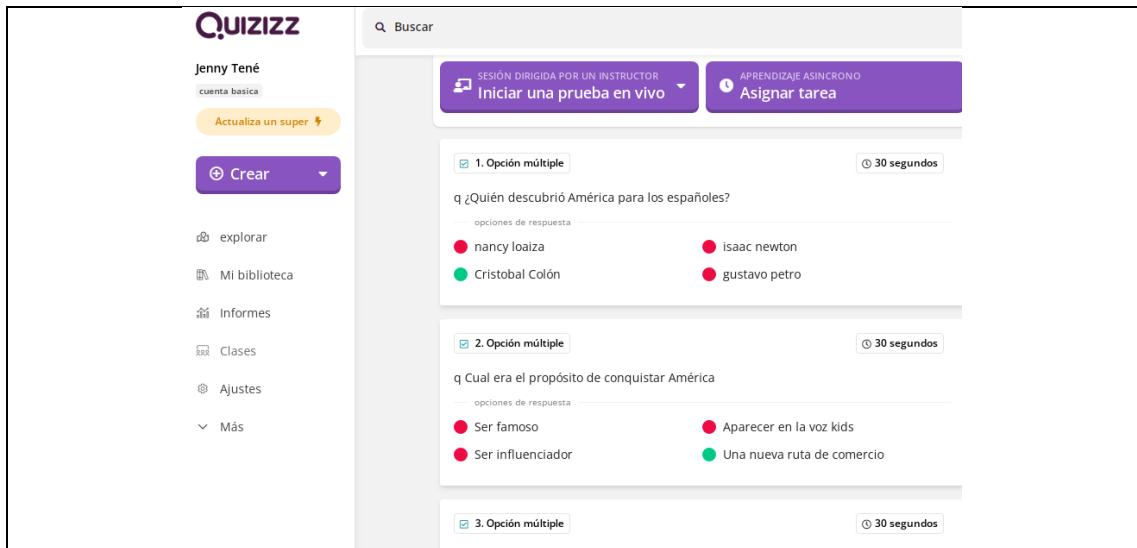 QUIZIZZ
Buscar
Jenny Tené
cuenta basica
Actualiza un super
Crear
explorar
Mi biblioteca
Informes
Clases
Ajustes
Más
SESIÓN DIRIGIDA POR UN INSTRUCTOR
Iniciar una prueba en vivo
APRENDIZAJE ASINCRONO
Asignar tarea
1. Opción múltiple
30 segundos
q ¿Quién descubrió América para los españoles?
opciones de respuesta
nancy loaiza
isaac newton
Cristobal Colón
gustavo petro
2. Opción múltiple
30 segundos
q Cual era el propósito de conquistar América
opciones de respuesta
Ser famoso
Aparecer en la voz kids
Ser influenciador
Una nueva ruta de comercio
3. Opción múltiple
30 segundos